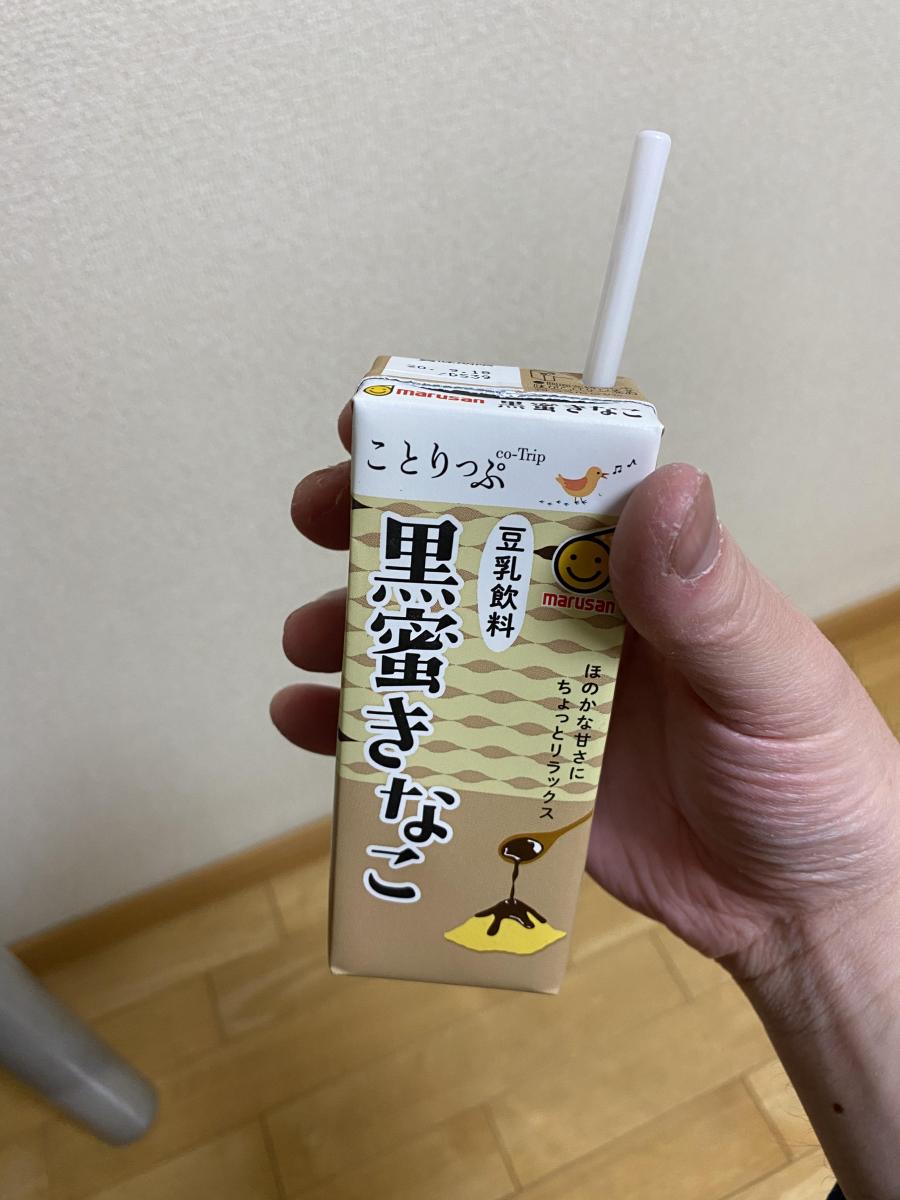 marusan
黒蜜きなこ
ことりっぷ
co-Trip
黒蜜きなこ
豆乳飲料
marusan
ほのかな甘さに
ちょっとリラックス